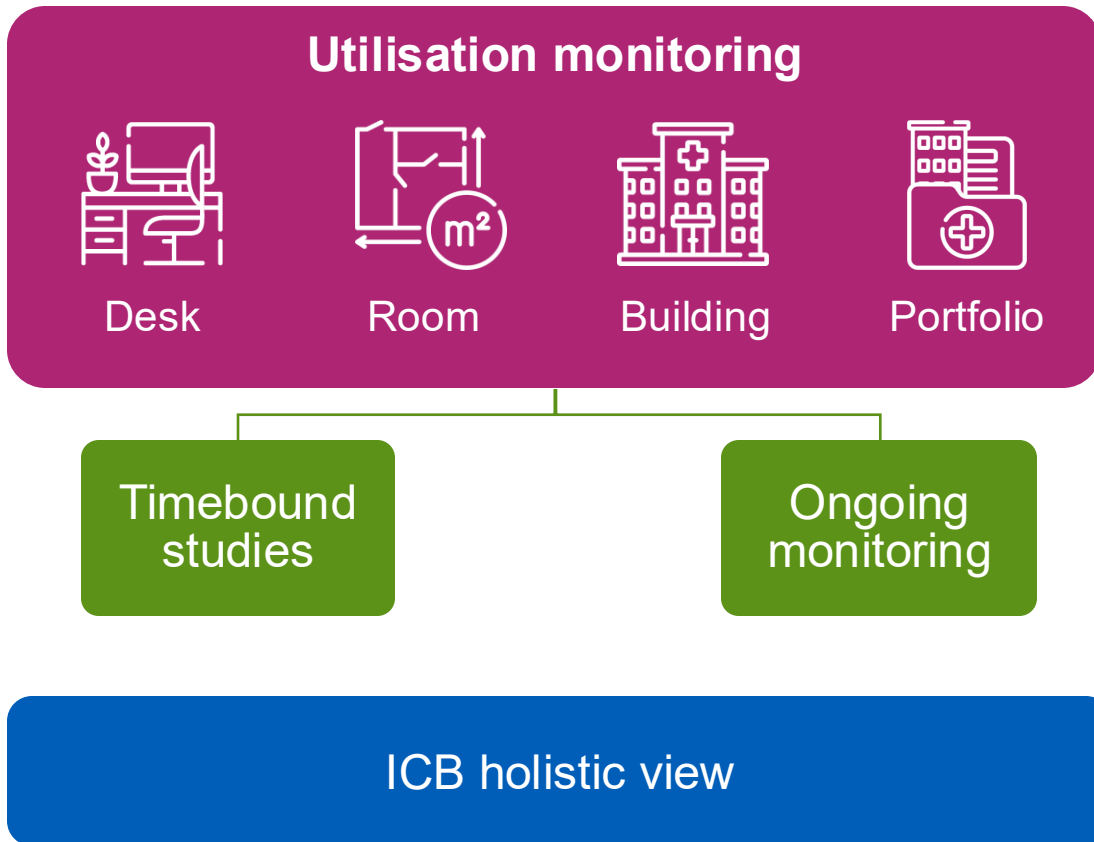 Utilisation monitoring
m²
Desk
Room
Building
Portfolio
Timebound
studies
Ongoing
monitoring
ICB holistic view